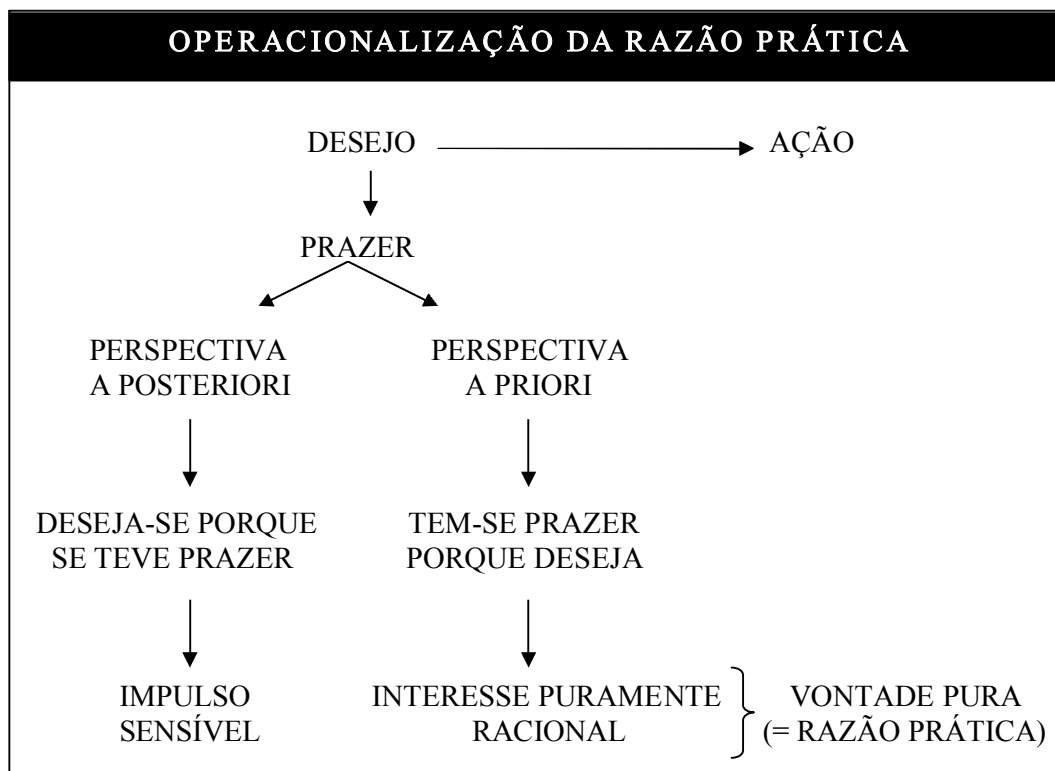 OPERACIONALIZAÇÃO DA RAZÃO PRÁTICA
DESEJO
AÇÃO
PRAZER
PERSPECTIVA
A POSTERIORI
PERSPECTIVA
A PRIORI
DESEJA-SE PORQUE
SE TEVE PRAZER
TEM-SE PRAZER
PORQUE DESEJA
IMPULSO
SENSÍVEL
INTERESSE PURAMENTE
RACIONAL
VONTADE PURA
(= RAZÃO PRÁTICA)